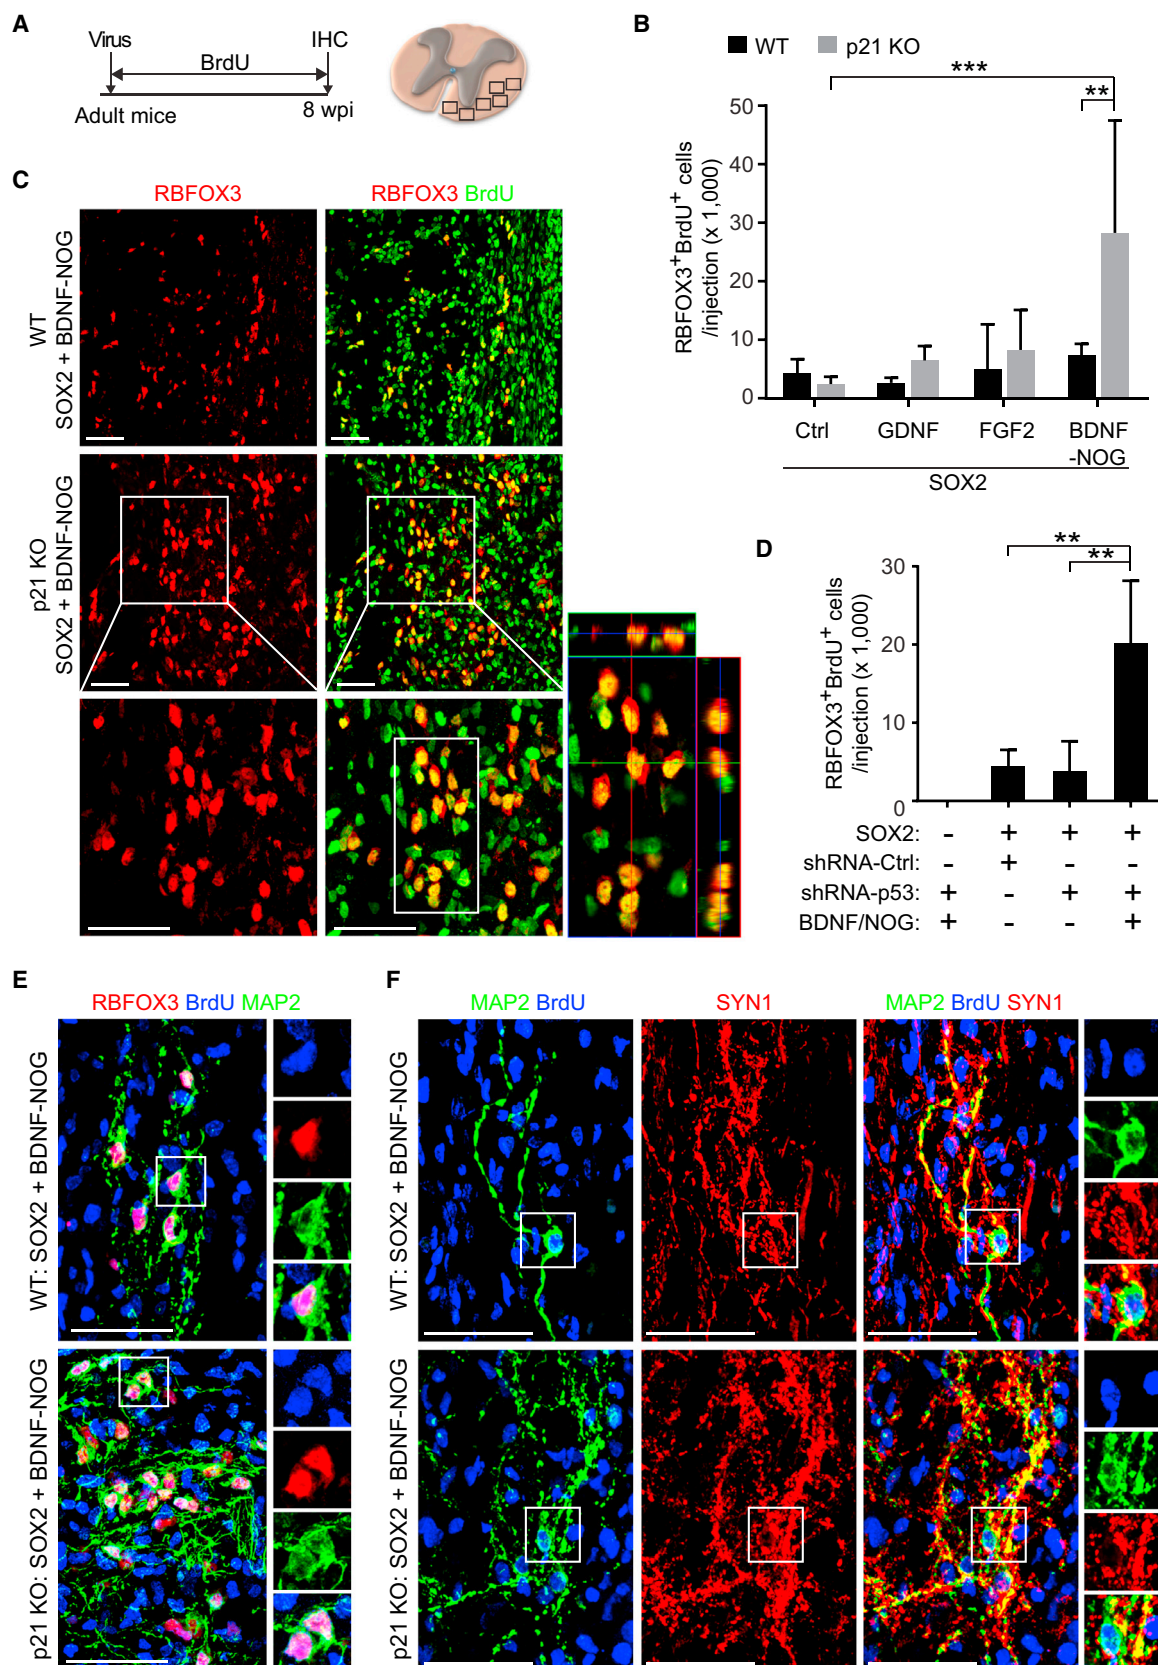 A
Virus
IHC
BrdU
Adult mice
8 wpi
B
WT
p21 KO
***
**
RBFOX3+BrdU+ cells
/injection (x 1,000)
50
40
30
20
10
0
Ctrl
GDNF
FGF2
BDNF
-NOG
SOX2
C
RBFOX3
RBFOX3 BrdU
WT
SOX2 + BDNF-NOG
p21 KO
SOX2 + BDNF-NOG
D
**
**
RBFOX3+BrdU+ cells
/injection (x 1,000)
30
20
10
0
SOX2: - + + +
shRNA-Ctrl: - + - -
shRNA-p53: + - + +
BDNF/NOG: + - - +
E
RBFOX3 BrdU MAP2
WT: SOX2 + BDNF-NOG
p21 KO: SOX2 + BDNF-NOG
F
MAP2 BrdU
SYN1
MAP2 BrdU SYN1
WT: SOX2 + BDNF-NOG
p21 KO: SOX2 + BDNF-NOG